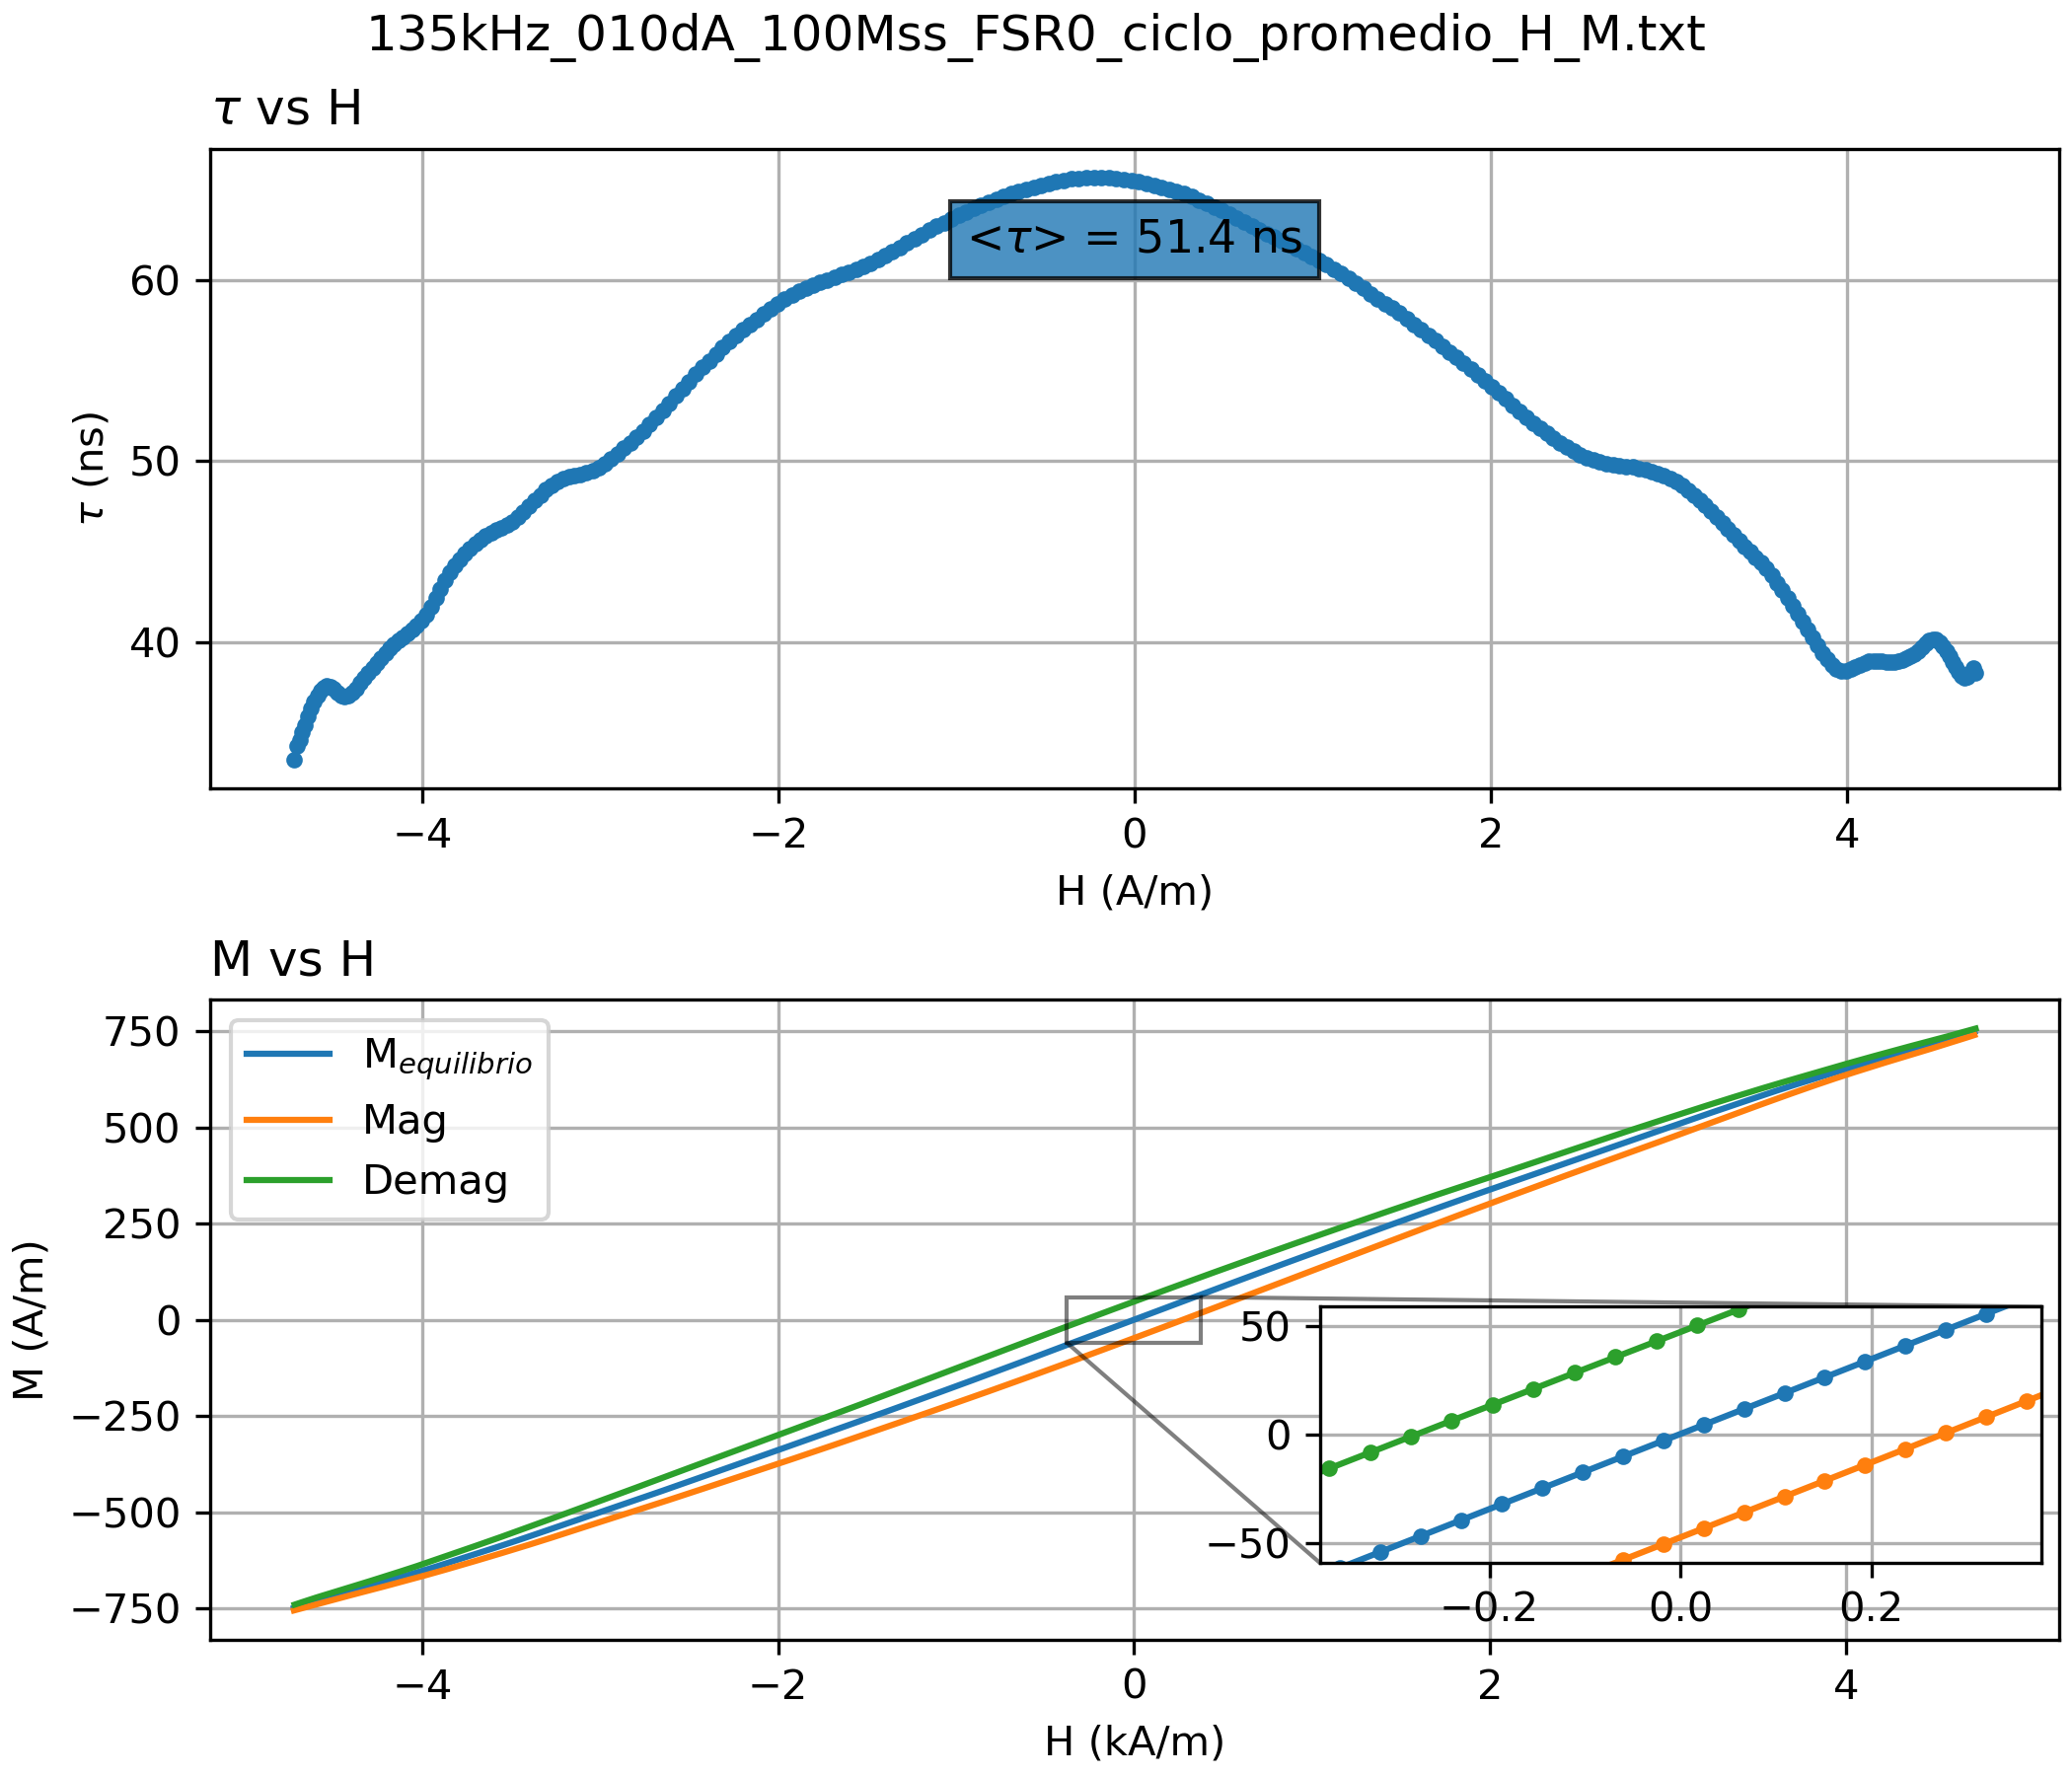 135kHz_010dA_100Mss_FSR0_ciclo_promedio_H_M.txt
τ vs H
<τ> = 51.4 ns
60
50
40
τ (ns)
−4 −2 0 2 4
H (A/m)
M vs H
M_equilibrio
Mag
Demag
750
500
250
0
−250
−500
−750
M (A/m)
50
0
−50
−0.2 0.0 0.2
−4 −2 0 2 4
H (kA/m)